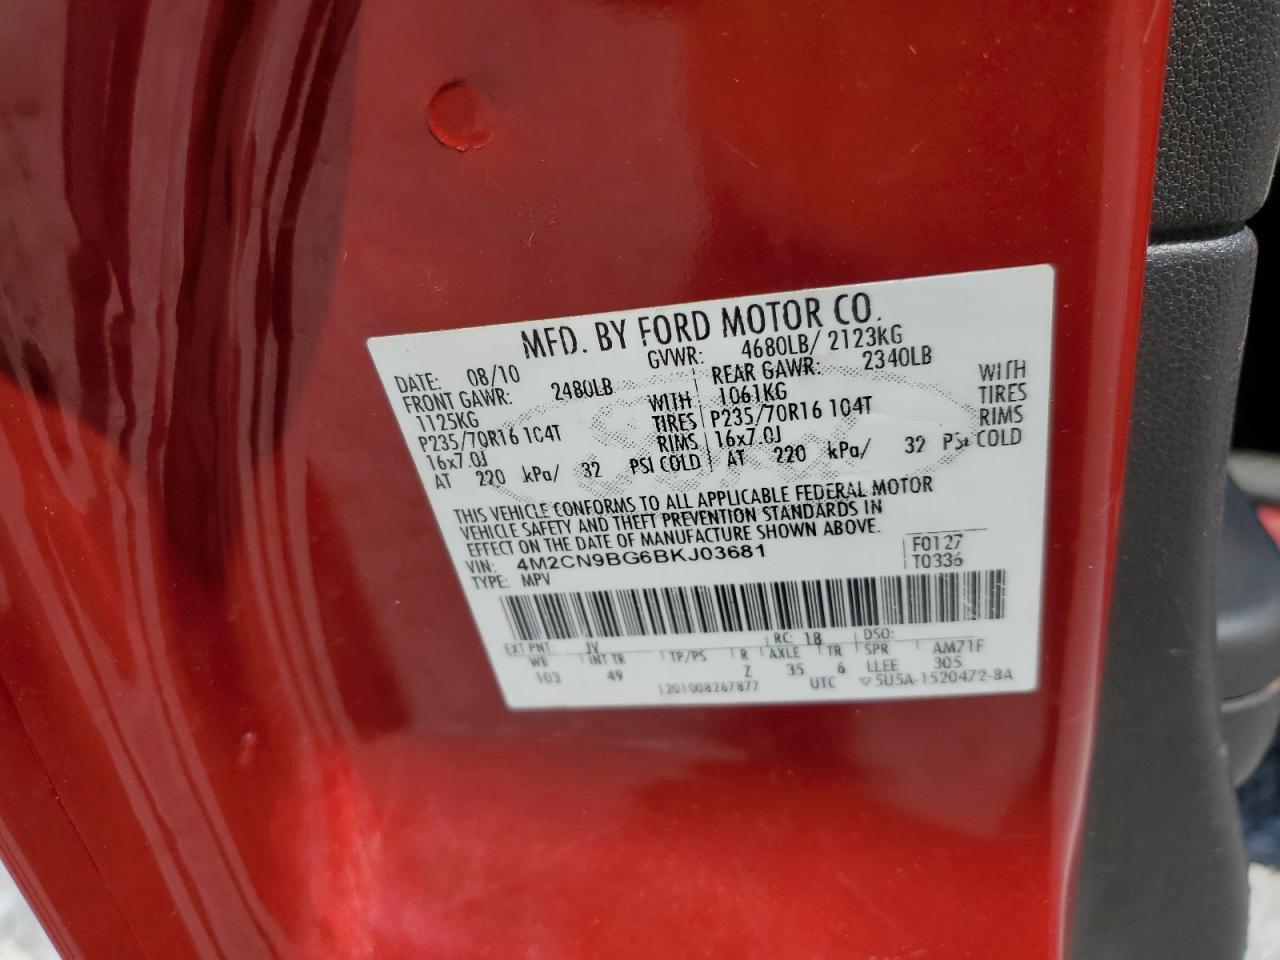 MFD. BY FORD MOTOR CO.
DATE: 08/10 GVWR: 4680LB/ 2123KG
FRONT GAWR: 2480LB REAR GAWR: 2340LB
1125KG WITH 1061KG WITH
P235/70R16 104T TIRES P235/70R16 104T TIRES
16x7.0J RIMS 16x7.0J RIMS
AT 220 kPa/ 32 PSI COLD AT 220 kPa/ 32 PSI COLD
THIS VEHICLE CONFORMS TO ALL APPLICABLE FEDERAL MOTOR
VEHICLE SAFETY AND THEFT PREVENTION STANDARDS IN
EFFECT ON THE DATE OF MANUFACTURE SHOWN ABOVE.
VIN: 4M2CN9BG6BKJ03681 F0127
TYPE: MPV T0336
EXT PNT: JV RC: 18 DSO:
WB INT TR TP/PS R AXLE TR SPR AM71F
103 49 Z 35 6 LLEE 305
1201008267877 UTC ▽5U5A-1520472-BA